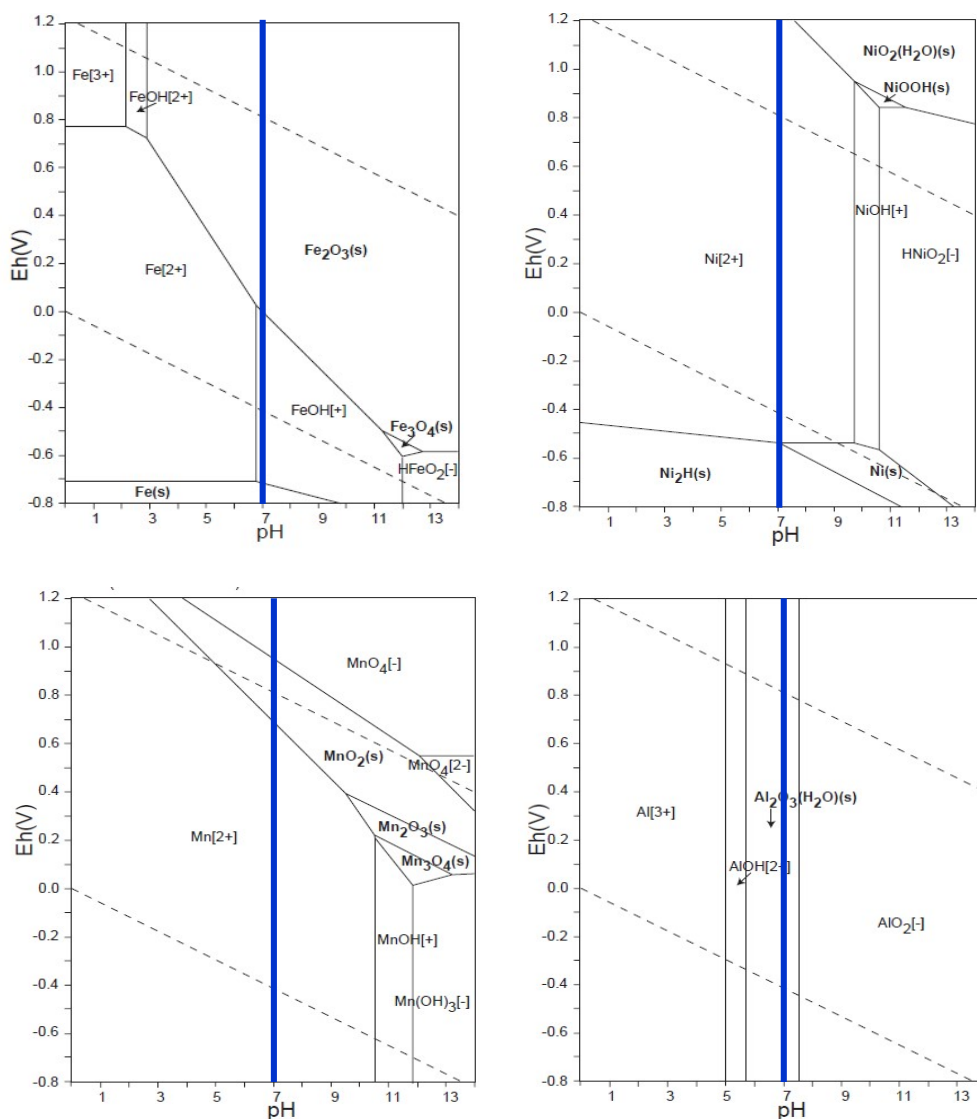 1.2
1.0
0.8
0.6
0.4
0.2
0.0
-0.2
-0.4
-0.6
-0.8
Eh(V)
Fe[3+]
FeOH[2+]
Fe2O3(s)
Fe[2+]
FeOH[+]
Fe3O4(s)
HFeO2[-]
Fe(s)
1 3 5 7 9 11 13
pH
1.2
1.0
0.8
0.6
0.4
0.2
0.0
-0.2
-0.4
-0.6
-0.8
Eh(V)
NiO2(H2O)(s)
NiOOH(s)
NiOH[+]
HNiO2[-]
Ni[2+]
Ni2H(s)
Ni(s)
1 3 5 7 9 11 13
pH
1.2
1.0
0.8
0.6
0.4
0.2
0.0
-0.2
-0.4
-0.6
-0.8
Eh(V)
MnO4[-]
MnO2(s)
MnO4[2-]
Mn2O3(s)
Mn3O4(s)
Mn[2+]
MnOH[+]
Mn(OH)3[-]
1 3 5 7 9 11 13
pH
1.2
1.0
0.8
0.6
0.4
0.2
0.0
-0.2
-0.4
-0.6
-0.8
Eh(V)
Al2O3(H2O)(s)
Al[3+]
AlOH[2+]
AlO2[-]
1 3 5 7 9 11 13
pH